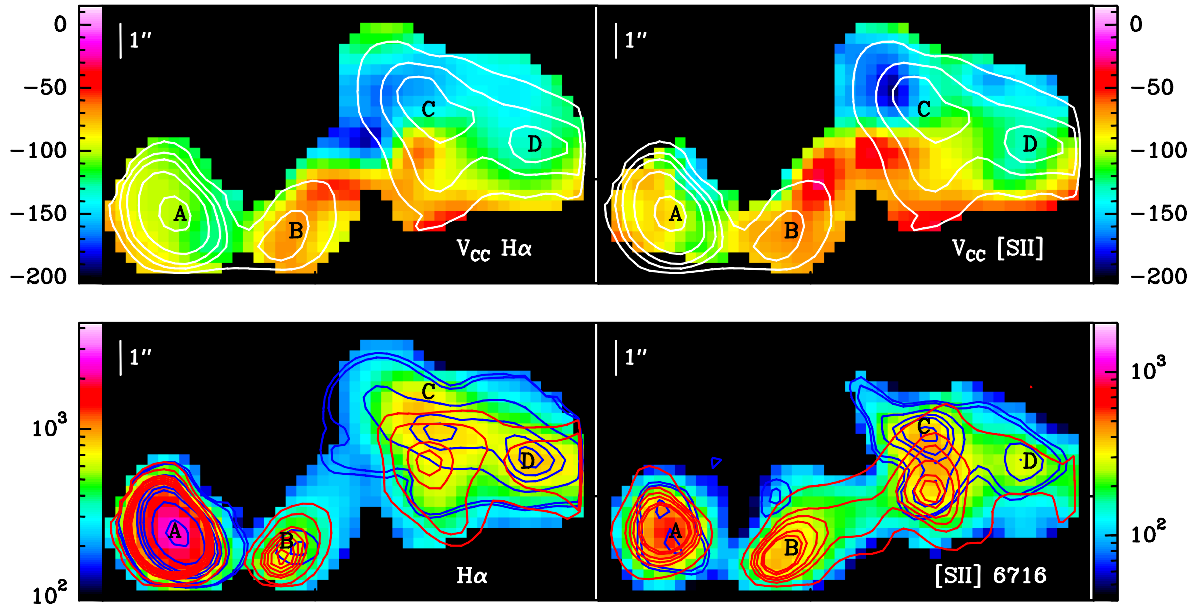 0
-50
-100
-150
-200
1″
A
B
C
D
V_CC Hα
1″
A
B
C
D
V_CC [SII]
0
-50
-100
-150
-200
10³
10²
1″
A
B
C
D
Hα
1″
A
B
C
D
[SII] 6716
10³
10²